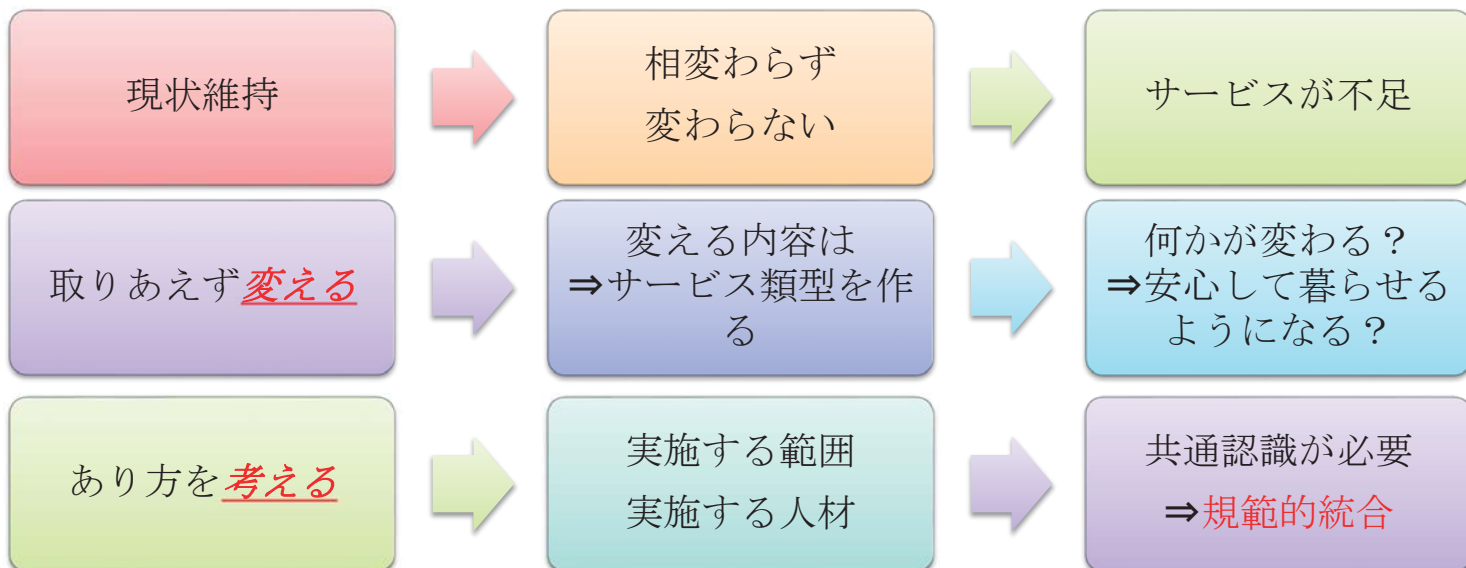 現状維持
相変わらず
変わらない
サービスが不足
取りあえず変える
変える内容は
⇒サービス類型を作
る
何かが変わる？
⇒安心して暮らせる
ようになる？
あり方を考える
実施する範囲
実施する人材
共通認識が必要
⇒規範的統合